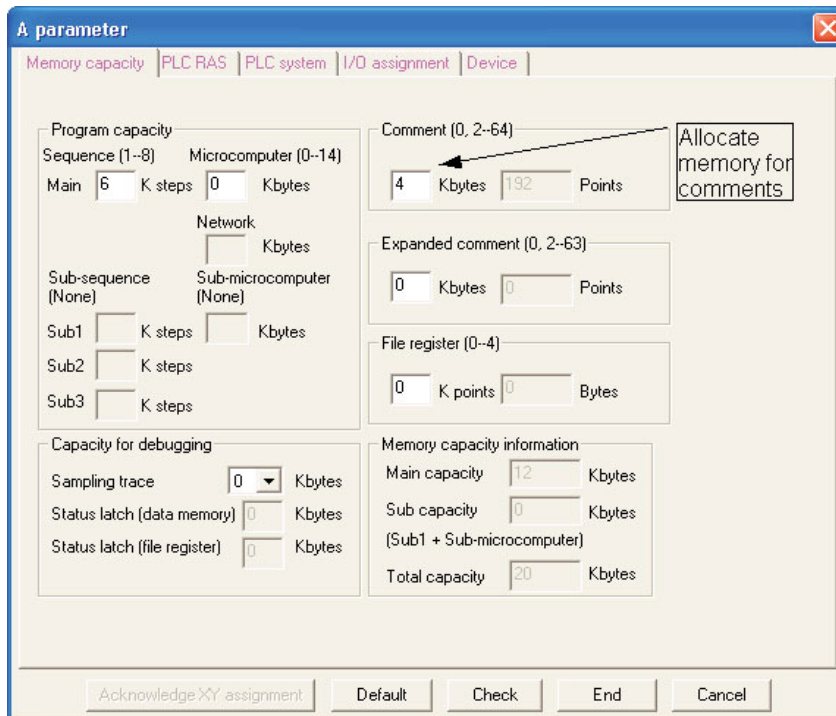 A parameter
Memory capacity PLC RAS PLC system I/O assignment Device
Program capacity
Sequence (1--8) Microcomputer (0--14)
Main 6 K steps 0 Kbytes
Network
Kbytes
Sub-sequence (None) Sub-microcomputer (None)
Sub1 K steps Kbytes
Sub2 K steps
Sub3 K steps
Capacity for debugging
Sampling trace 0 Kbytes
Status latch (data memory) 0 Kbytes
Status latch (file register) 0 Kbytes
Comment (0, 2--64)
4 Kbytes 192 Points
Allocate
memory for
comments
Expanded comment (0, 2--63)
0 Kbytes 0 Points
File register (0--4)
0 K points 0 Bytes
Memory capacity information
Main capacity 12 Kbytes
Sub capacity 0 Kbytes
(Sub1 + Sub-microcomputer)
Total capacity 20 Kbytes
Acknowledge XY assignment Default Check End Cancel